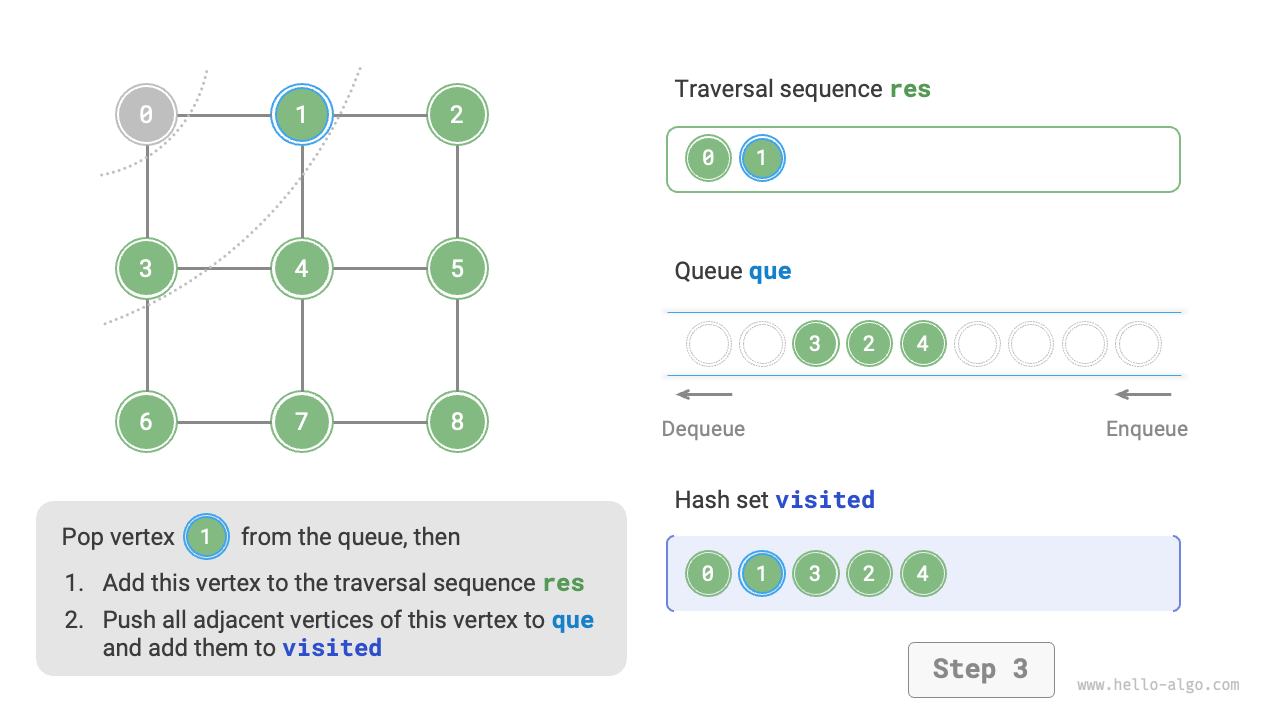 0 1 2
3 4 5
6 7 8
Pop vertex 1 from the queue, then
1. Add this vertex to the traversal sequence res
2. Push all adjacent vertices of this vertex to que
and add them to visited
Traversal sequence res
0 1
Queue que
3 2 4
Dequeue Enqueue
Hash set visited
0 1 3 2 4
Step 3
www.hello-algo.com